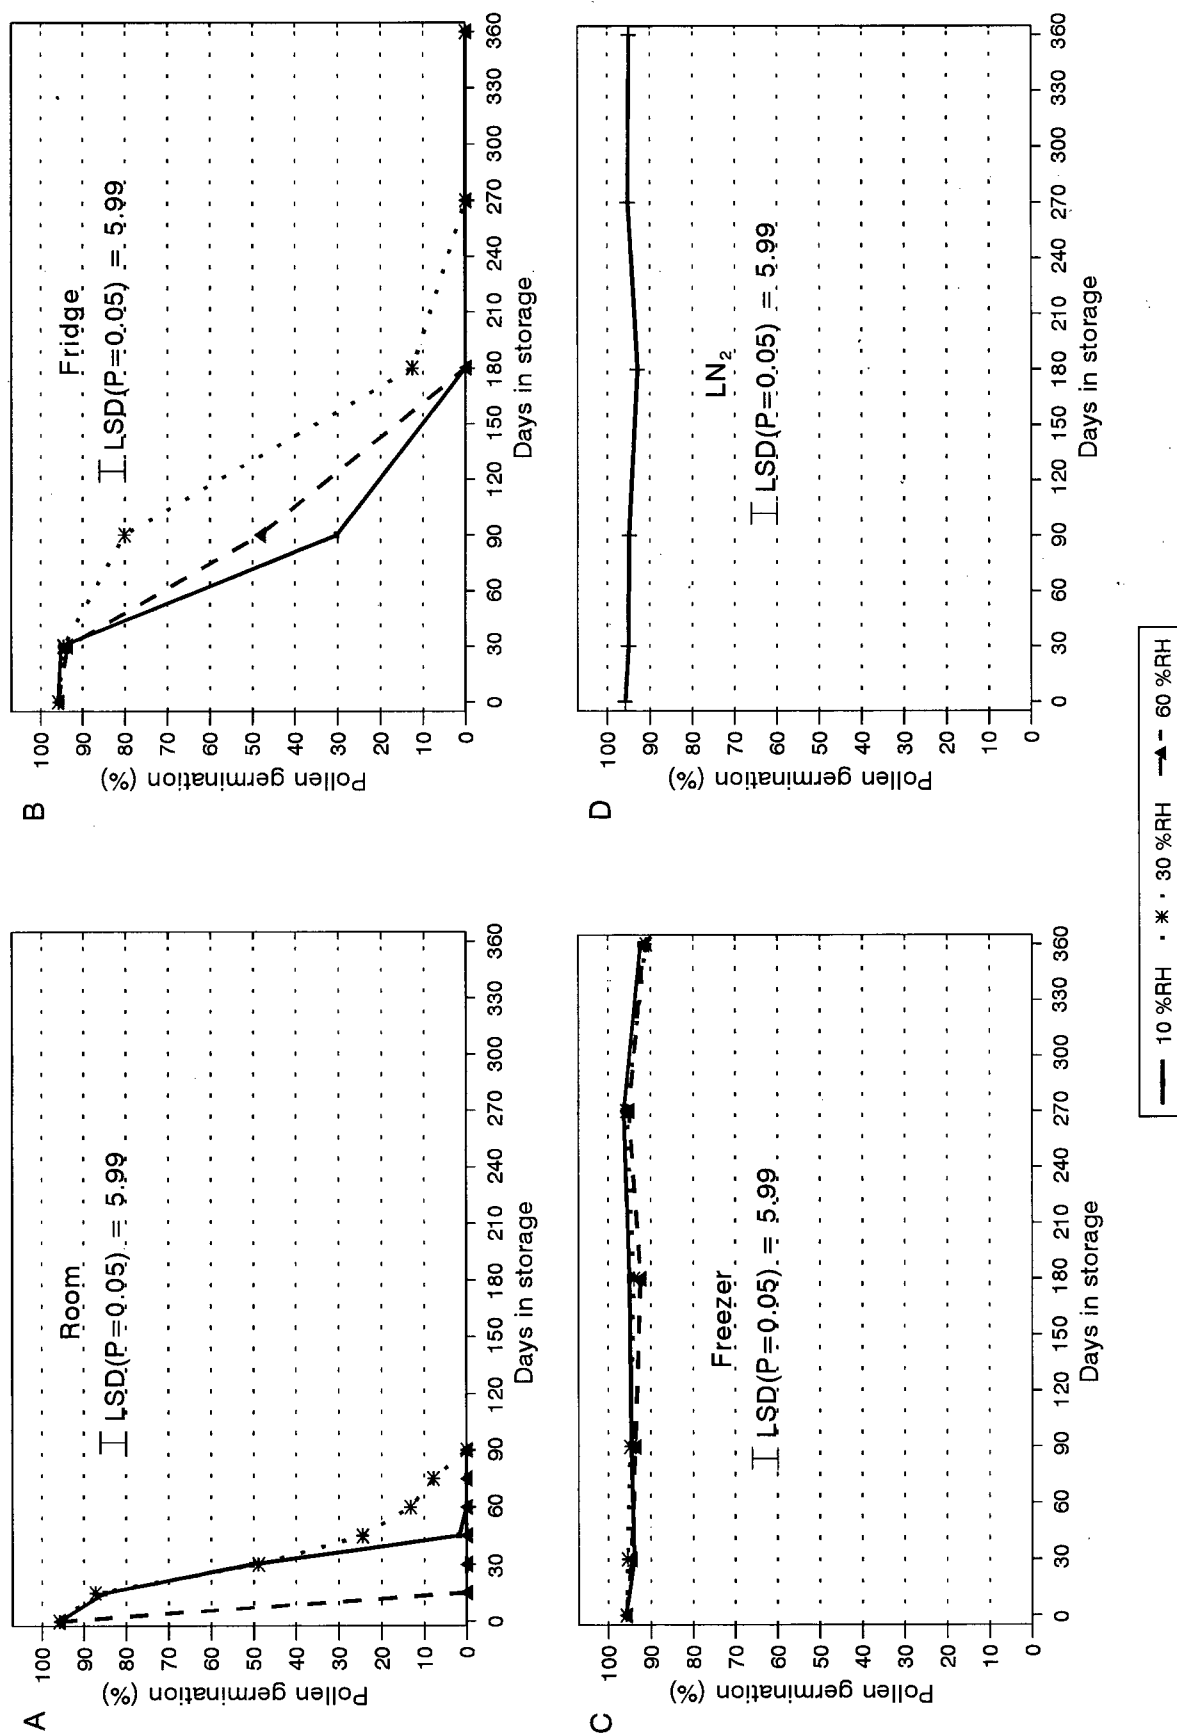 A
Room
LSD(P=0.05) = 5.99
Pollen germination (%)
100
90
80
70
60
50
40
30
20
10
0
0 30 60 90 120 150 180 210 240 270 300 330 360
Days in storage
B
Fridge
LSD(P=0.05) = 5.99
Pollen germination (%)
100
90
80
70
60
50
40
30
20
10
0
0 30 60 90 120 150 180 210 240 270 300 330 360
Days in storage
C
Freezer
LSD(P=0.05) = 5.99
Pollen germination (%)
100
90
80
70
60
50
40
30
20
10
0
0 30 60 90 120 150 180 210 240 270 300 330 360
Days in storage
D
LN₂
LSD(P=0.05) = 5.99
Pollen germination (%)
100
90
80
70
60
50
40
30
20
10
0
0 30 60 90 120 150 180 210 240 270 300 330 360
Days in storage
10 %RH 30 %RH 60 %RH